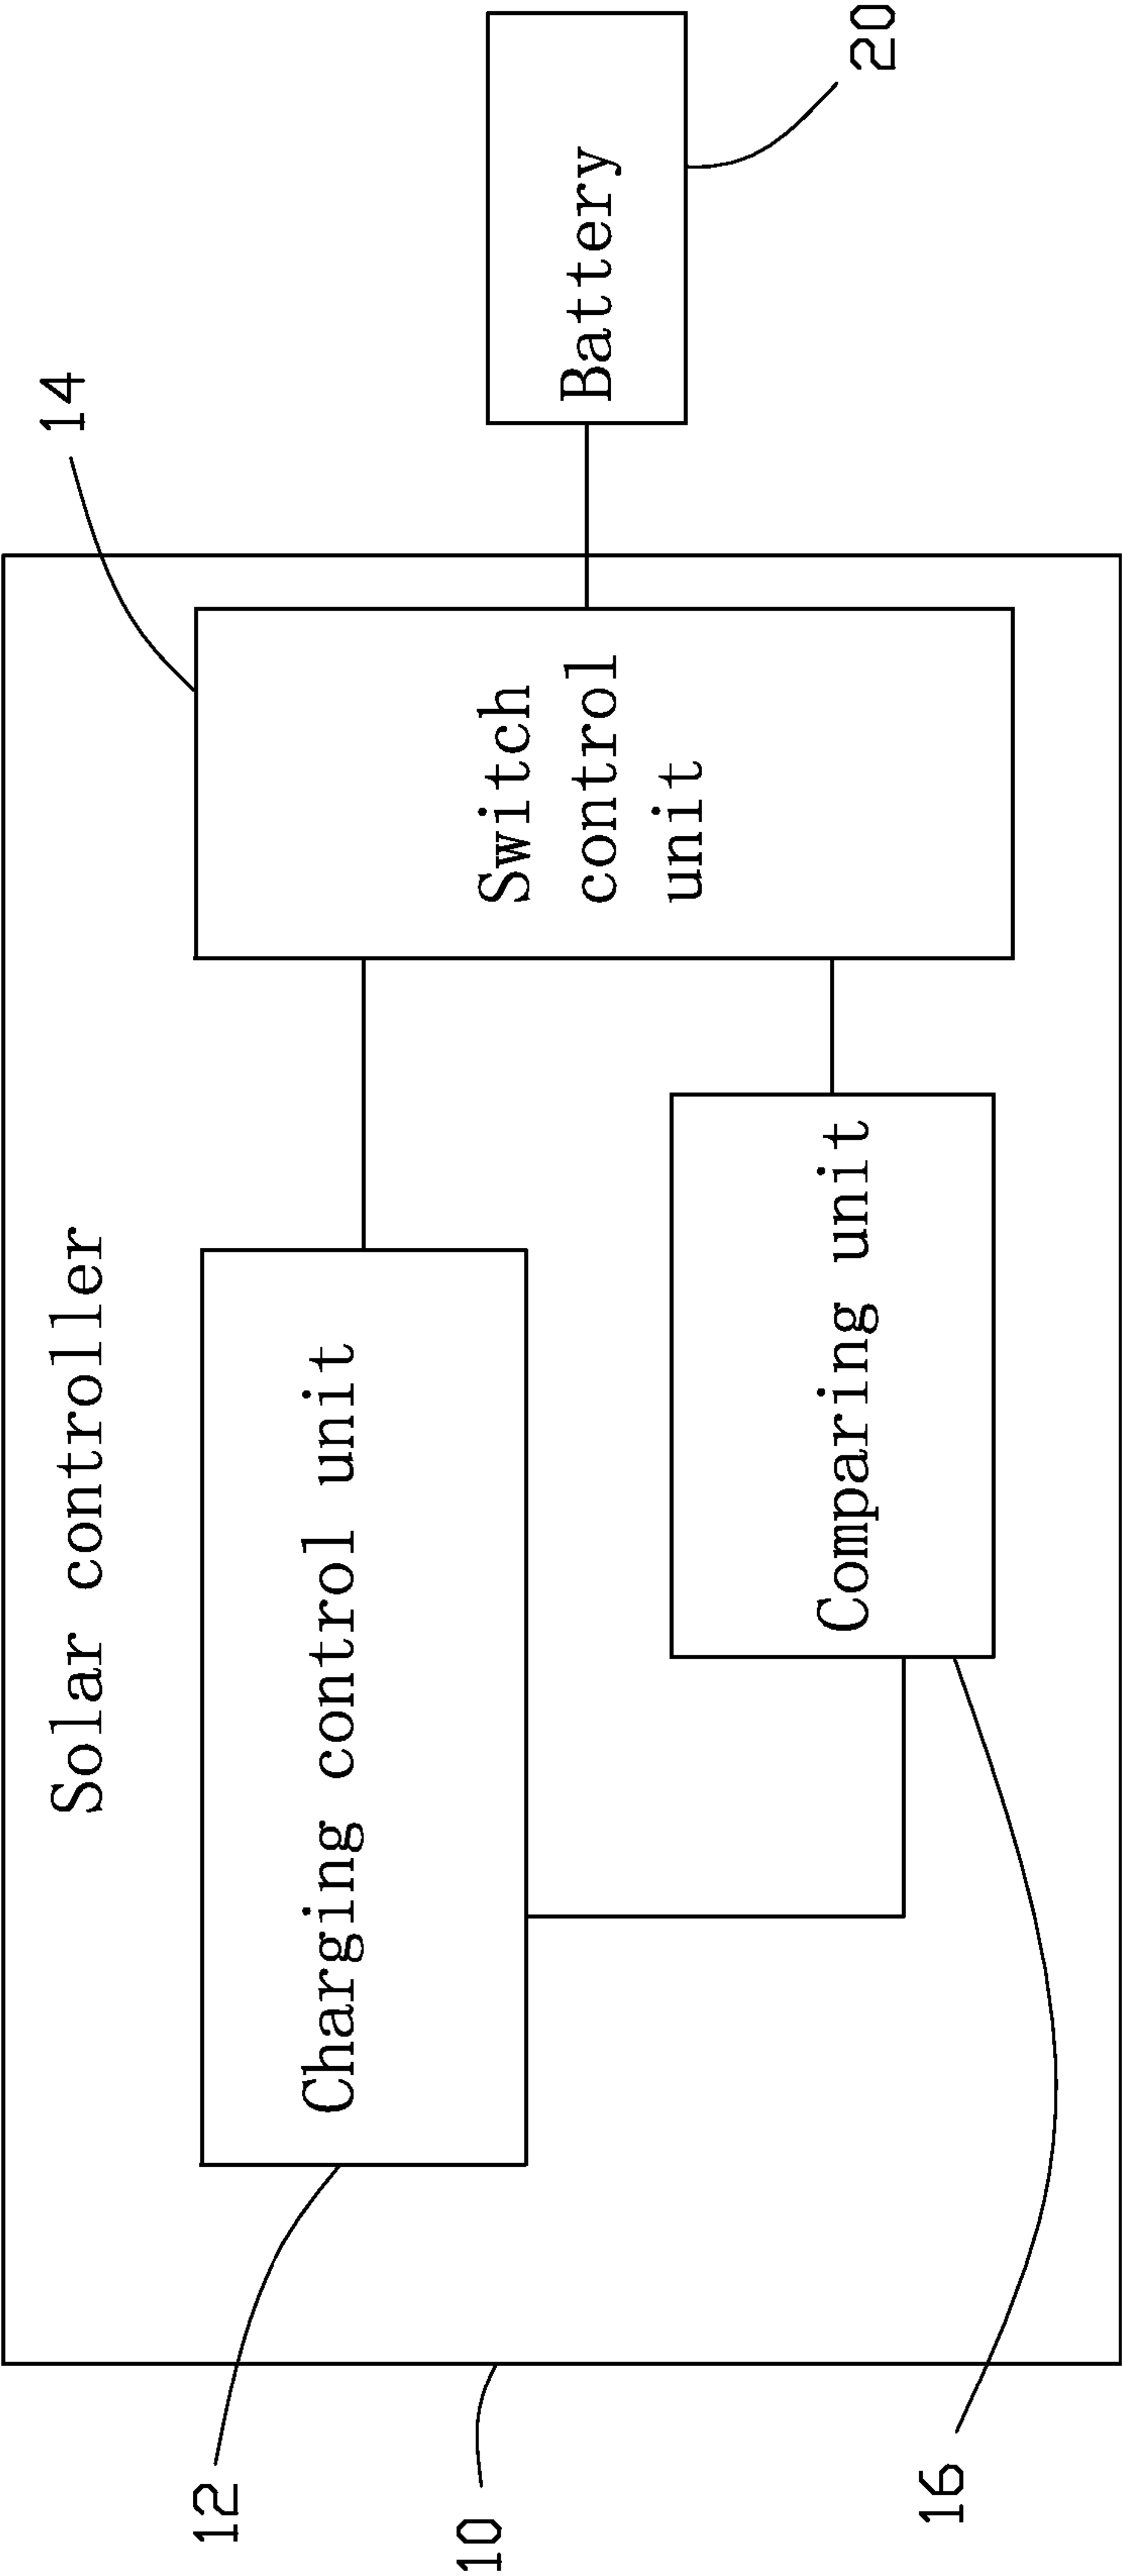 Solar controller
14
12
Charging control unit
Switch
control
unit
Battery
10
Comparing unit
20
16